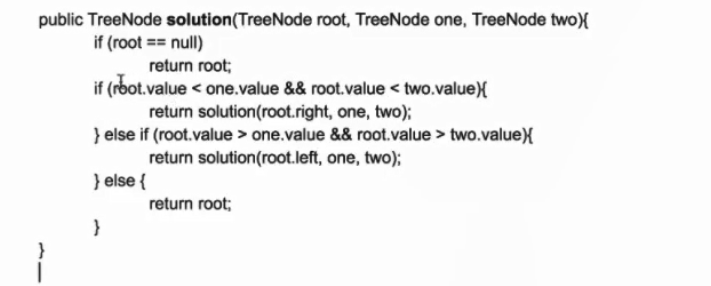 public TreeNode solution(TreeNode root, TreeNode one, TreeNode two){
if (root == null)
return root;
if (root.value < one.value && root.value < two.value){
return solution(root.right, one, two);
} else if (root.value > one.value && root.value > two.value){
return solution(root.left, one, two);
} else {
return root;
}
}